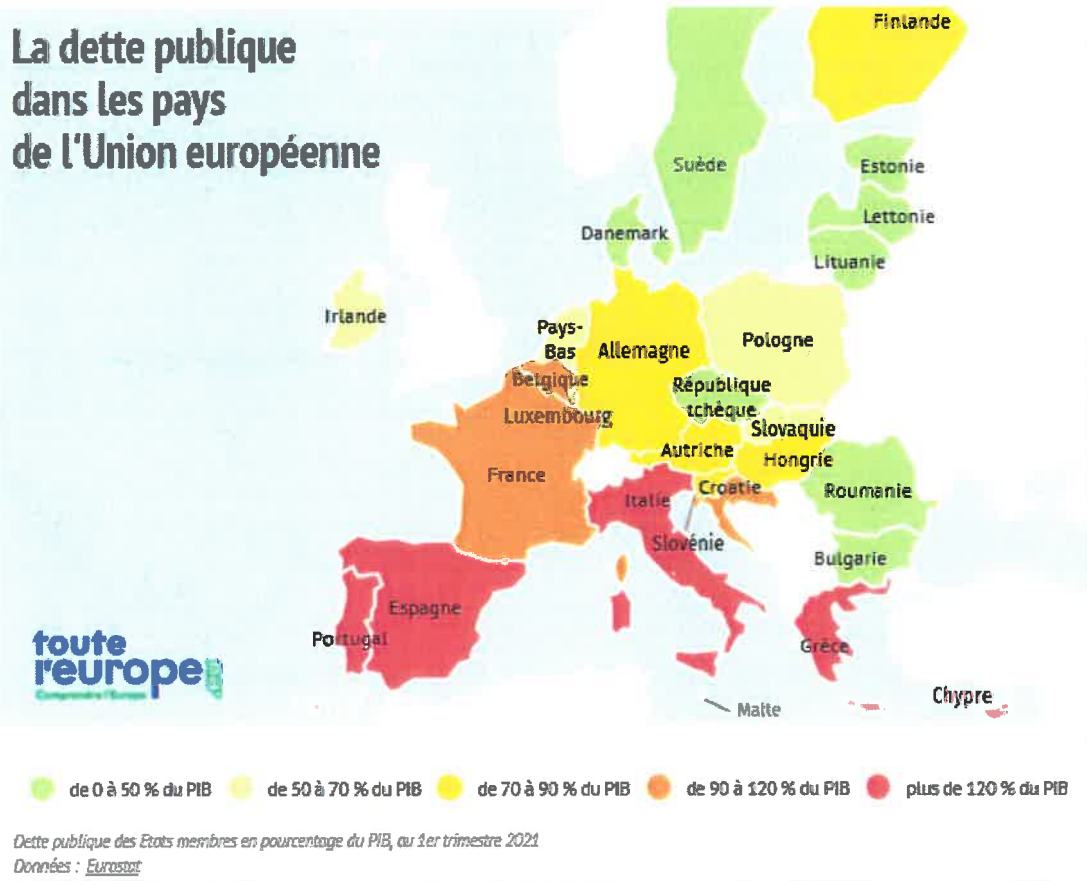 La dette publique
dans les pays
de l'Union européenne
Finlande
Suède
Estonie
Lettonie
Danemark
Lituanie
Irlande
Pays-
Bas
Allemagne
Pologne
Belgique
République
tchèque
Luxembourg
Slovaquie
Autriche
Hongrie
France
Croatie
Roumanie
Italie
Slovénie
Bulgarie
Espagne
Portugal
Grèce
toute
l'europe
Comprendre l'Europe
Chypre
Malte
de 0 à 50 % du PIB
de 50 à 70 % du PIB
de 70 à 90 % du PIB
de 90 à 120 % du PIB
plus de 120 % du PIB
Dette publique des Etats membres en pourcentage du PIB, au 1er trimestre 2021
Données : Eurostat